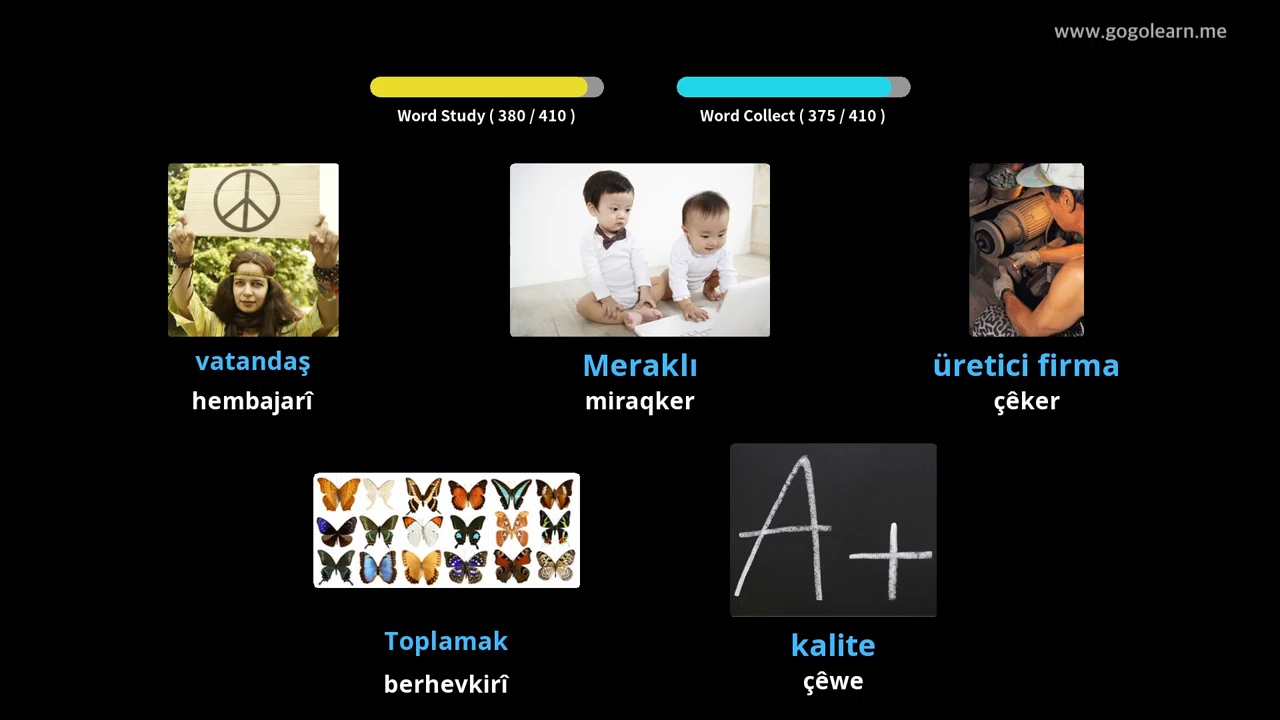 www.gogolearn.me
Word Study ( 380 / 410 )
Word Collect ( 375 / 410 )
vatandaş
hembajarî
Meraklı
miraqker
üretici firma
çêker
Toplamak
berhevkirî
A+
kalite
çêwe